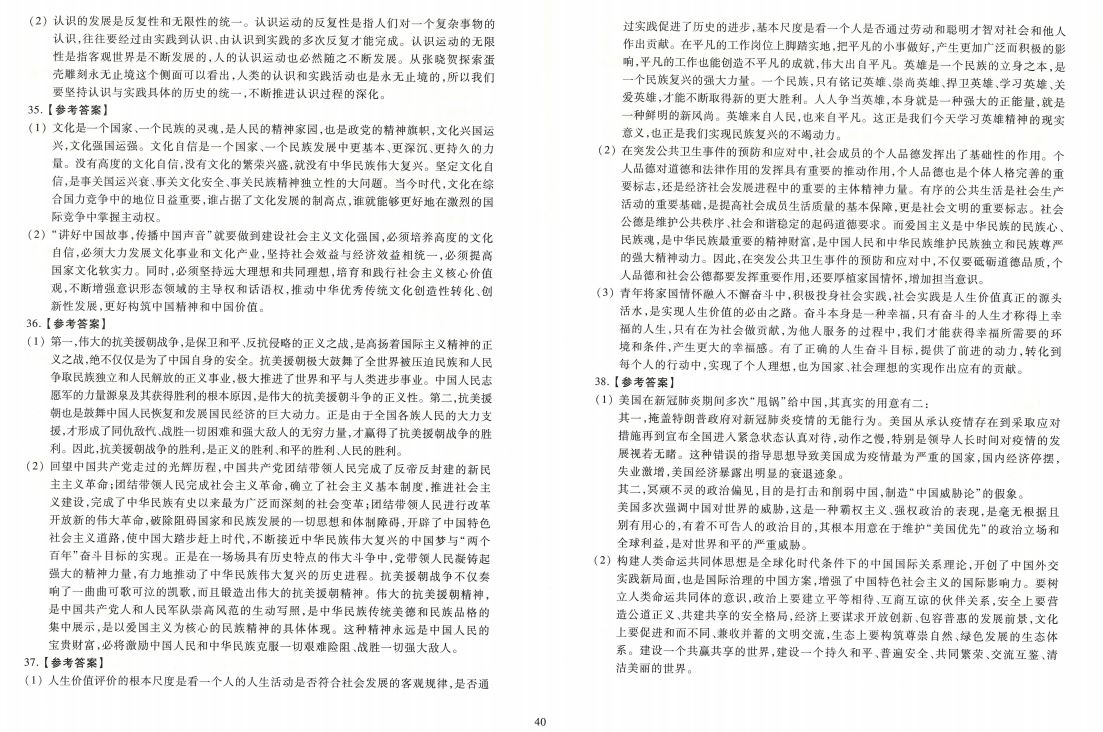 (2) 认识的发展是反复性和无限性的统一。认识运动的反复性是指人们对一个复杂事物的
认识,往往要经过由实践到认识、由认识到实践的多次反复才能完成。认识运动的无限
性是指客观世界是不断发展的,人的认识运动也必然随之不断发展。从张晓贺探索蛋
壳雕刻永无止境这个侧面可以看出,人类的认识和实践活动也是永无止境的,所以我们
要坚持认识与实践具体的历史的统一,不断推进认识过程的深化。
35.【参考答案】
(1) 文化是一个国家、一个民族的灵魂,是人民的精神家园,也是政党的精神旗帜,文化兴国运
兴,文化强国运强。文化自信是一个国家、一个民族发展中更基本、更深沉、更持久的力
量。没有高度的文化自信,没有文化的繁荣兴盛,就没有中华民族伟大复兴。坚定文化自
信,是事关国运兴衰、事关文化安全、事关民族精神独立性的大问题。当今时代,文化在综
合国力竞争中的地位日益重要,谁占据了文化发展的制高点,谁就能够更好地在激烈的国
际竞争中掌握主动权。
(2) “讲好中国故事,传播中国声音”就要做到建设社会主义文化强国,必须培养高度的文化
自信,必须大力发展文化事业和文化产业,坚持社会效益与经济效益相统一,必须提高
国家文化软实力。同时,必须坚持远大理想和共同理想,培育和践行社会主义核心价值
观,不断增强意识形态领域的主导权和话语权,推动中华优秀传统文化创造性转化、创
新性发展,更好构筑中国精神和中国价值。
36.【参考答案】
(1) 第一,伟大的抗美援朝战争,是保卫和平、反抗侵略的正义之战,是高扬着国际主义精神的正
义之战,绝不仅仅是为了中国自身的安全。抗美援朝极大鼓舞了全世界被压迫民族和人民
争取民族独立和人民解放的正义事业,极大推进了世界和平与人类进步事业。中国人民志
愿军的力量源泉及其获得胜利的根本原因,是伟大的抗美援朝斗争的正义性。第二,抗美援
朝也是鼓舞中国人民恢复和发展国民经济的巨大动力。正是由于全国各族人民的大力支
援,才形成了同仇敌忾、战胜一切困难和强大敌人的无穷力量,才赢得了抗美援朝战争的胜
利。因此,抗美援朝战争的胜利,是正义的胜利、和平的胜利、人民的胜利。
(2) 回望中国共产党走过的光辉历程,中国共产党团结带领人民完成了反帝反封建的新民
主主义革命;团结带领人民完成社会主义革命,确立了社会主义基本制度,推进社会主
义建设,完成了中华民族有史以来最为广泛而深刻的社会变革;团结带领人民进行改革
开放新的伟大革命,破除阻碍国家和民族发展的一切思想和体制障碍,开辟了中国特色
社会主义道路,使中国大踏步赶上时代,不断接近中华民族伟大复兴的中国梦与“两个
百年”奋斗目标的实现。正是在一场场具有历史特点的伟大斗争中,党带领人民凝铸起
强大的精神力量,有力地推动了中华民族伟大复兴的历史进程。抗美援朝战争不仅奏
响了一曲曲可歌可泣的凯歌,而且锻造出伟大的抗美援朝精神。伟大的抗美援朝精神,
是中国共产党人和人民军队崇高风范的生动写照,是中华民族传统美德和民族品格的
集中展示,是以爱国主义为核心的民族精神的具体体现。这种精神永远是中国人民的
宝贵财富,必将激励中国人民和中华民族克服一切艰难险阻、战胜一切强大敌人。
37.【参考答案】
(1) 人生价值评价的根本尺度是看一个人的人生活动是否符合社会发展的客观规律,是否通
过实践促进了历史的进步,基本尺度是看一个人是否通过劳动和聪明才智对社会和他人
作出贡献。在平凡的工作岗位上脚踏实地,把平凡的小事做好,产生更加广泛而积极的影
响,平凡的工作也能创造不平凡的成就,伟大出自平凡。英雄是一个民族的立身之本,是
一个民族复兴的强大力量。一个民族,只有铭记英雄、崇尚英雄、捍卫英雄、学习英雄、关
爱英雄,才能不断取得新的更大胜利。人人争当英雄,本身就是一种强大的正能量,就是
一种鲜明的新风尚。英雄来自人民,也来自平凡。这正是我们今天学习英雄精神的现实
意义,也正是我们实现民族复兴的不竭动力。
(2) 在突发公共卫生事件的预防和应对中,社会成员的个人品德发挥出了基础性的作用。个
人品德对道德和法律作用的发挥具有重要的推动作用,个人品德也是个体人格完善的重
要标志,还是经济社会发展进程中的重要的主体精神力量。有序的公共生活是社会生产
活动的重要基础,是提高社会成员生活质量的基本保障,更是社会文明的重要标志。社会
公德是维护公共秩序、社会和谐稳定的起码道德要求。而爱国主义是中华民族的民族心、
民族魂,是中华民族最重要的精神财富,是中国人民和中华民族维护民族独立和民族尊严
的强大精神动力。因此,在突发公共卫生事件的预防和应对中,不仅要砥砺道德品质,个
人品德和社会公德都要发挥重要作用,还要厚植家国情怀,增加担当意识。
(3) 青年将家国情怀融入不懈奋斗中,积极投身社会实践,社会实践是人生价值真正的源头
活水,是实现人生价值的必由之路。奋斗本身是一种幸福,只有奋斗的人生才称得上幸
福的人生,只有在为社会做贡献,为他人服务的过程中,我们才能获得幸福所需要的环
境和条件,产生更大的幸福感。有了正确的人生奋斗目标,提供了前进的动力,转化到
每个人的行动中,实现了个人理想,也为国家、社会理想的实现作出应有的贡献。
38.【参考答案】
(1) 美国在新冠肺炎期间多次“甩锅”给中国,其真实的用意有二:
其一,掩盖特朗普政府对新冠肺炎疫情的无能行为。美国从承认疫情存在到采取应对
措施再到宣布全国进人紧急状态认真对待,动作之慢,特别是领导人长时间对疫情的发
展视若无睹。这种错误的指导思想导致美国成为疫情最为严重的国家,国内经济停摆,
失业激增,美国经济暴露出明显的衰退迹象。
其二,冥顽不灵的政治偏见,目的是打击和削弱中国,制造“中国威胁论”的假象。
美国多次强调中国对世界的威胁,这是一种霸权主义、强权政治的表现,是毫无根据且
别有用心的,有着不可告人的政治目的,其根本用意在于维护“美国优先”的政治立场和
全球利益,是对世界和平的严重威胁。
(2) 构建人类命运共同体思想是全球化时代条件下的中国国际关系理论,开创了中国外交
实践新局面,也是国际治理的中国方案,增强了中国特色社会主义的国际影响力。要树
立人类命运共同体的意识,政治上要建立平等相待、互商互谅的伙伴关系,安全上要营
造公道正义、共建共享的安全格局,经济上要谋求开放创新、包容普惠的发展前景,文化
上要促进和而不同、兼收并蓄的文明交流,生态上要构筑尊崇自然、绿色发展的生态体
系。建设一个共赢共享的世界,建设一个持久和平、普遍安全、共同繁荣、交流互鉴、清
洁美丽的世界。
40